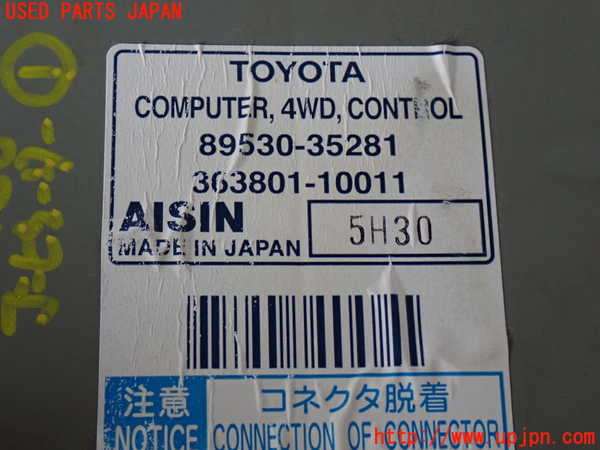 USED PARTS JAPAN
TOYOTA
COMPUTER, 4WD, CONTROL
89530-35281
363801-10011
AISIN
MADE IN JAPAN
5H30
注意
コネクタ脱着
NOTICE
CONNECTION OF CONNECTOR
http://www.upjpn.com/
①